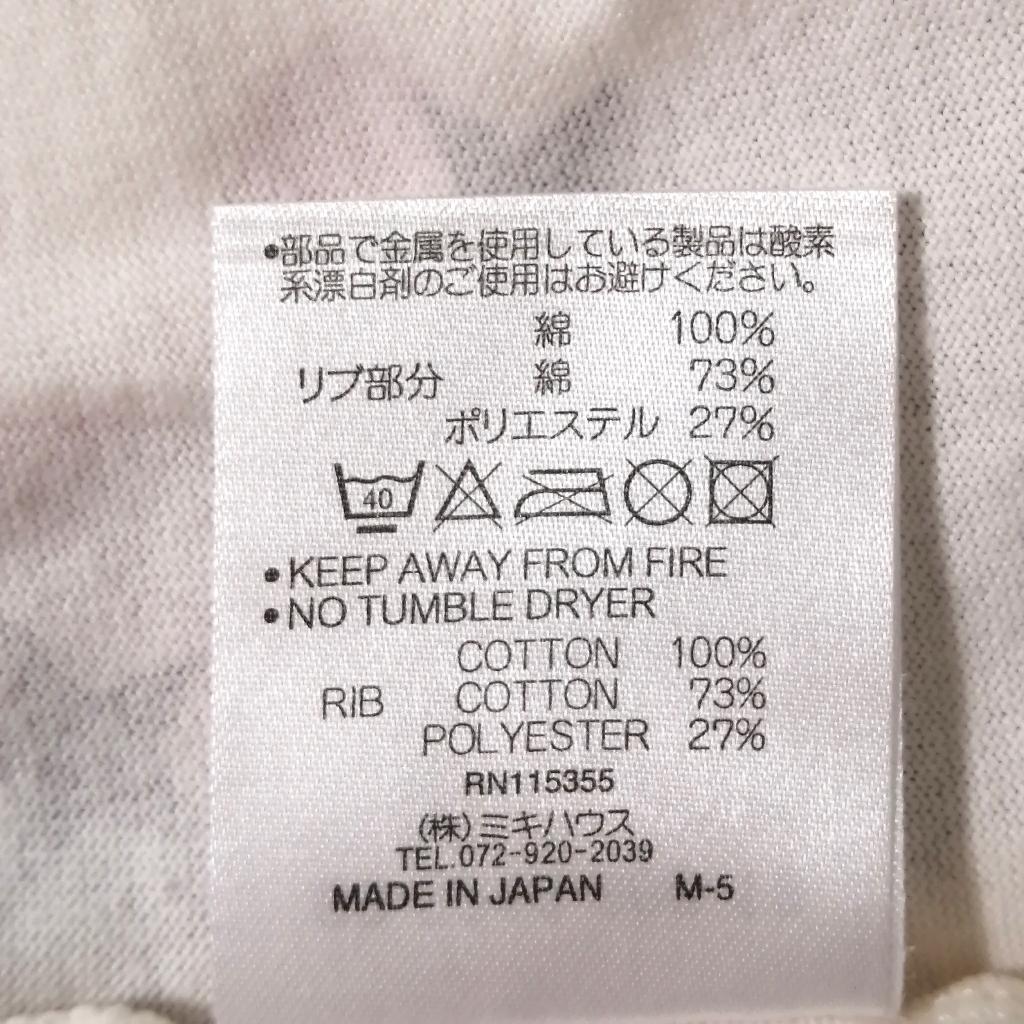 •部品で金属を使用している製品は酸素
系漂白剤のご使用はお避けください。
綿 100%
リブ部分 綿 73%
ポリエステル 27%
40
•KEEP AWAY FROM FIRE
•NO TUMBLE DRYER
COTTON 100%
RIB COTTON 73%
POLYESTER 27%
RN115355
(株)ミキハウス
TEL.072-920-2039
MADE IN JAPAN M-5